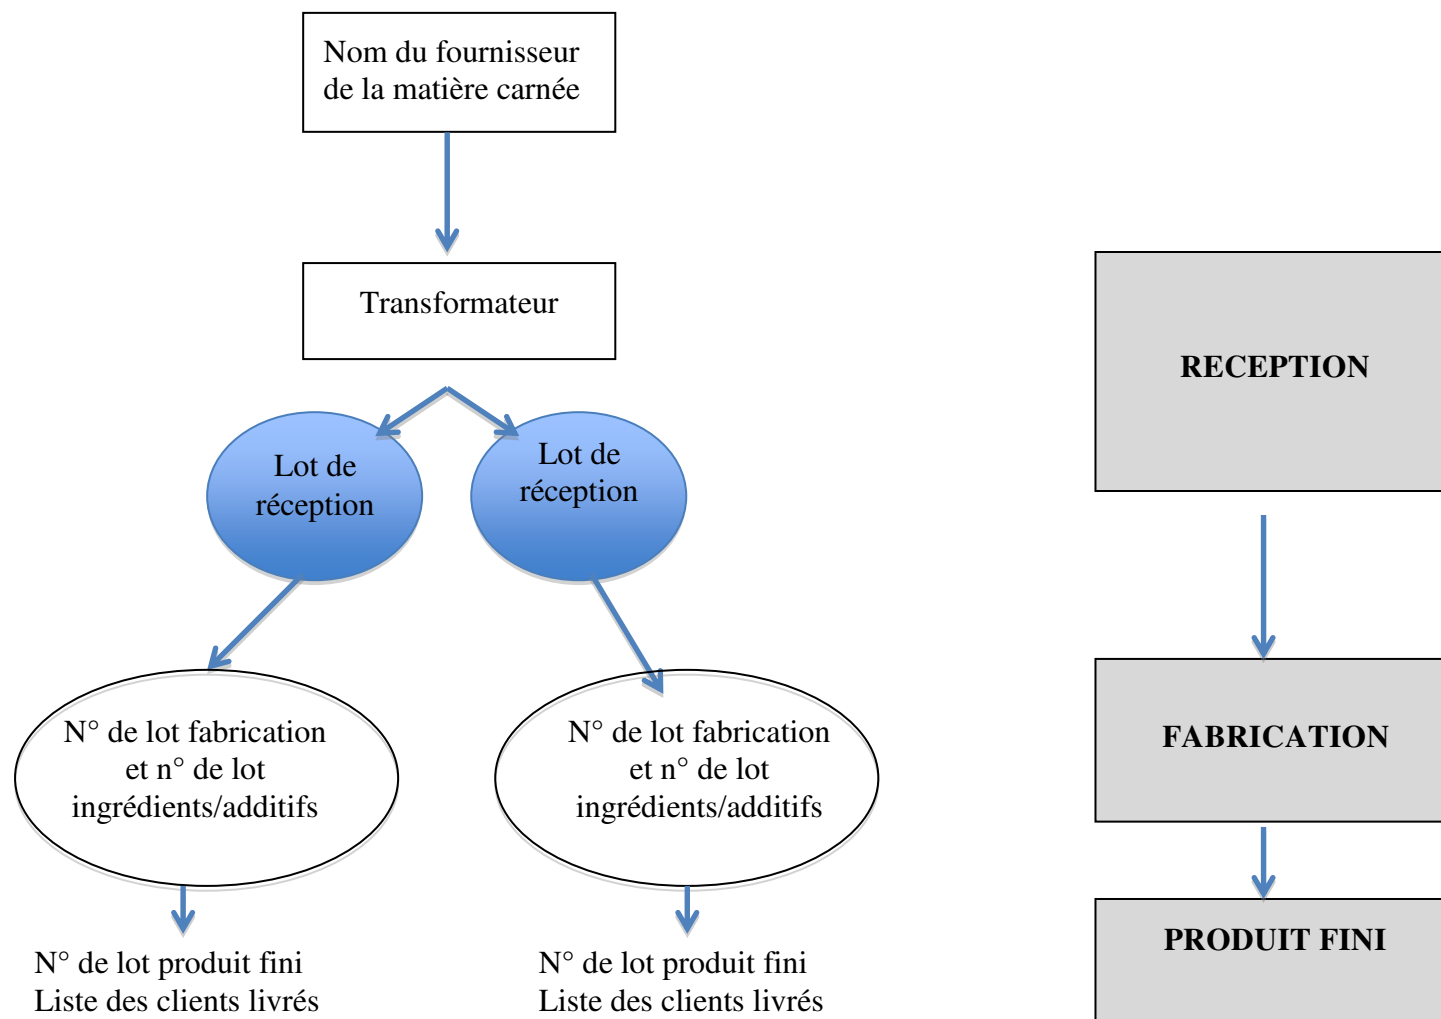 Nom du fournisseur
de la matière carnée
Transformateur
RECEPTION
Lot de
réception
Lot de
réception
N° de lot fabrication
et n° de lot
ingrédients/additifs
N° de lot fabrication
et n° de lot
ingrédients/additifs
FABRICATION
N° de lot produit fini
Liste des clients livrés
N° de lot produit fini
Liste des clients livrés
PRODUIT FINI